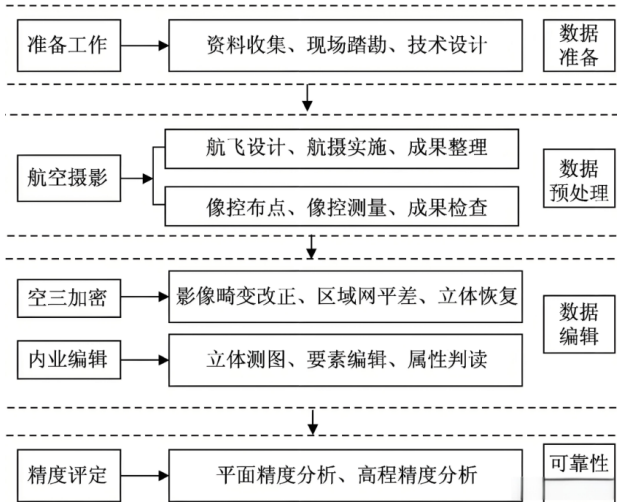 准备工作
资料收集、现场踏勘、技术设计
数据
准备
航空摄影
航飞设计、航摄实施、成果整理
像控布点、像控测量、成果检查
数据
预处理
空三加密
影像畸变改正、区域网平差、立体恢复
内业编辑
立体测图、要素编辑、属性判读
数据
编辑
精度评定
平面精度分析、高程精度分析
可靠性